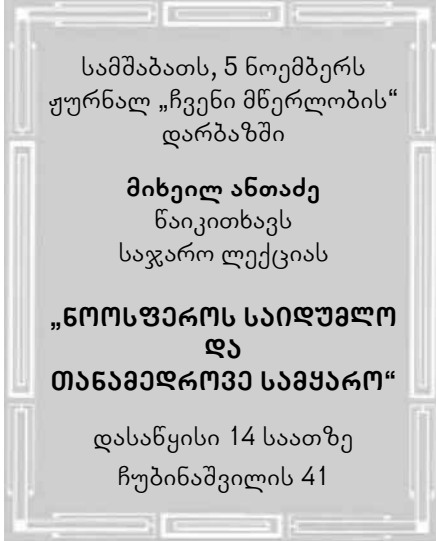 სამშაბათს, 5 ნოემბერს
ჟურნალ „ჩვენი მწერლობის“
დარბაზში
მიხეილ ანთაძე
წაიკითხავს
საჯარო ლექციას
„ნოოსფეროს საიდუმლო
და
თანამედროვე სამყარო“
დასაწყისი 14 საათზე
ჩუბინაშვილის 41